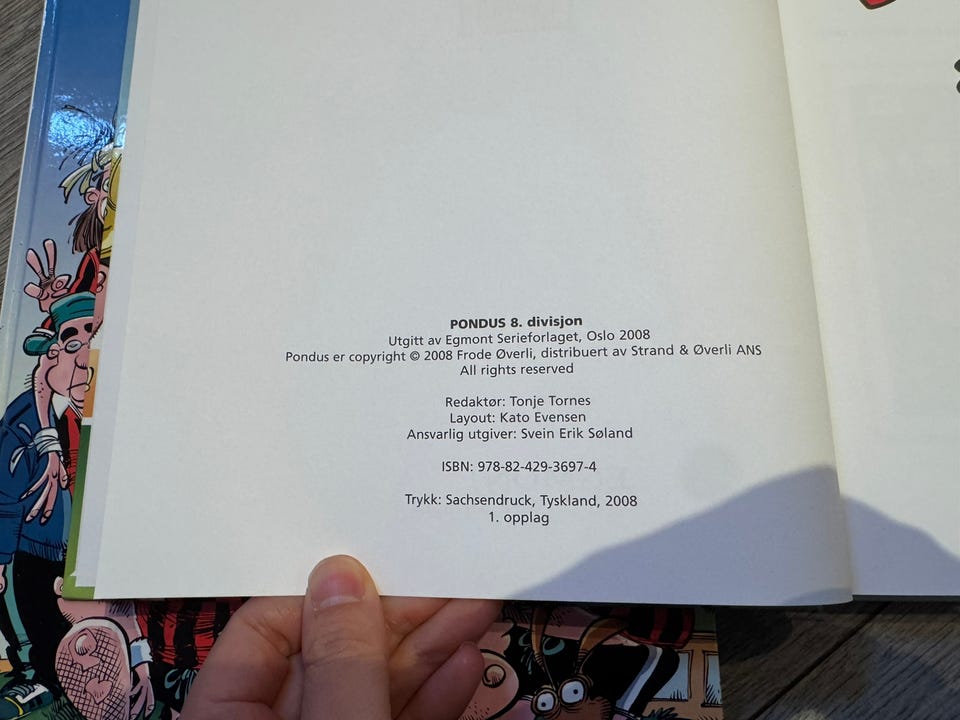 PONDUS 8. divisjon
Utgitt av Egmont Serieforlaget, Oslo 2008
Pondus er copyright © 2008 Frode Øverli, distribuert av Strand & Øverli ANS
All rights reserved
Redaktør: Tonje Tornes
Layout: Kato Evensen
Ansvarlig utgiver: Svein Erik Søland
ISBN: 978-82-429-3697-4
Trykk: Sachsendruck, Tyskland, 2008
1. opplag